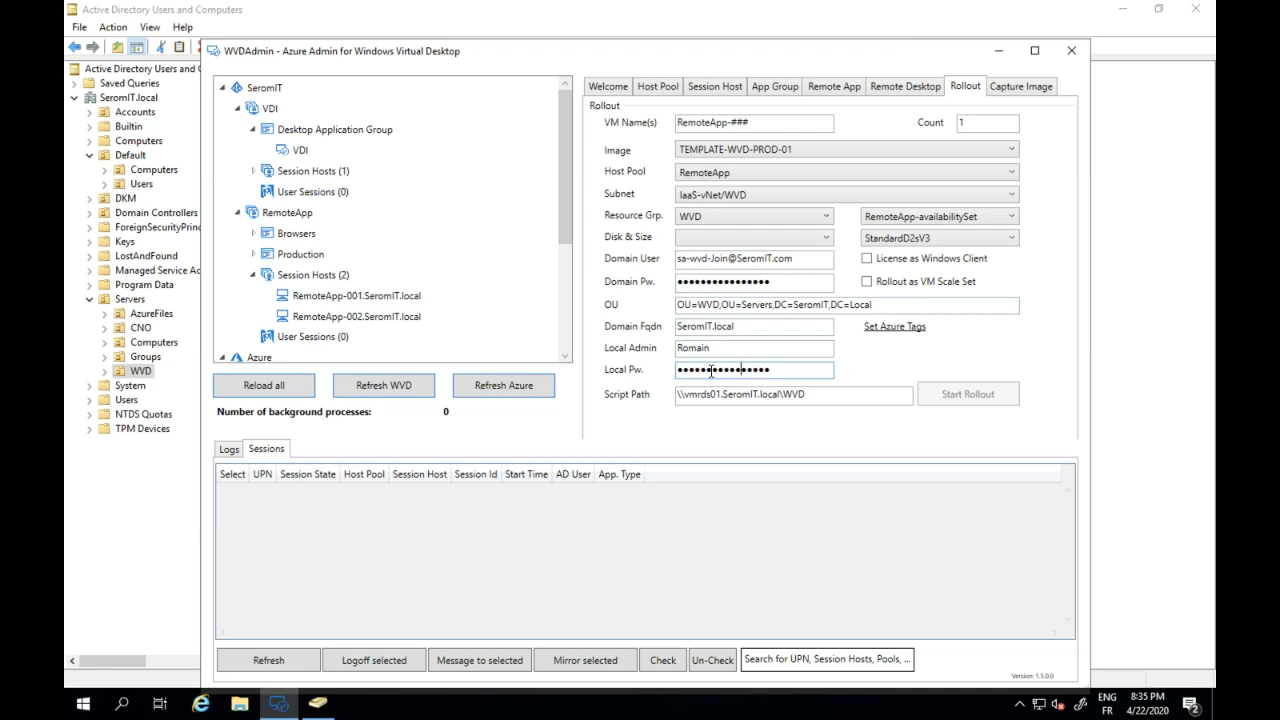 Active Directory Users and Computers
File Action View Help
Active Directory Users and C
Saved Queries
SeromIT.local
Accounts
Builtin
Computers
Default
Computers
Users
DKM
Domain Controllers
ForeignSecurityPrinc
Keys
LostAndFound
Managed Service Ac
Program Data
Servers
AzureFiles
CNO
Computers
Groups
WVD
System
Users
NTDS Quotas
TPM Devices
WVDAdmin - Azure Admin for Windows Virtual Desktop
SeromIT
VDI
Desktop Application Group
VDI
Session Hosts (1)
User Sessions (0)
RemoteApp
Browsers
Production
Session Hosts (2)
RemoteApp-001.SeromIT.local
RemoteApp-002.SeromIT.local
User Sessions (0)
Azure
Reload all Refresh WVD Refresh Azure
Number of background processes: 0
Welcome Host Pool Session Host App Group Remote App Remote Desktop Rollout Capture Image
Rollout
VM Name(s) RemoteApp-### Count 1
Image TEMPLATE-WVD-PROD-01
Host Pool RemoteApp
Subnet IaaS-vNet/WVD
Resource Grp. WVD RemoteApp-availabilitySet
Disk & Size StandardD2sV3
Domain User sa-wvd-Join@SeromIT.com License as Windows Client
Domain Pw. •••••••••••••••• Rollout as VM Scale Set
OU OU=WVD,OU=Servers,DC=SeromIT,DC=Local
Domain Fqdn SeromIT.local Set Azure Tags
Local Admin Romain
Local Pw. ••••••••••••••••
Script Path \\vmrds01.SeromIT.local\WVD Start Rollout
Logs Sessions
Select UPN Session State Host Pool Session Host Session Id Start Time AD User App. Type
Refresh Logoff selected Message to selected Mirror selected Check Un-Check Search for UPN, Session Hosts, Pools, ...
Version: 1.5.0.0
ENG 8:35 PM
FR 4/22/2020
2